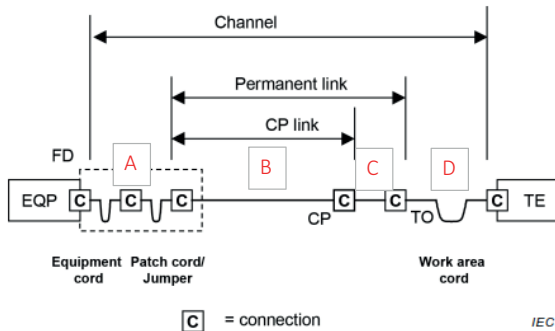 Channel
Permanent link
CP link
FD
A
B
C
D
EQP
C
C
C
C
C
C
TE
CP
TO
Equipment
cord
Patch cord/
Jumper
Work area
cord
C = connection
IEC